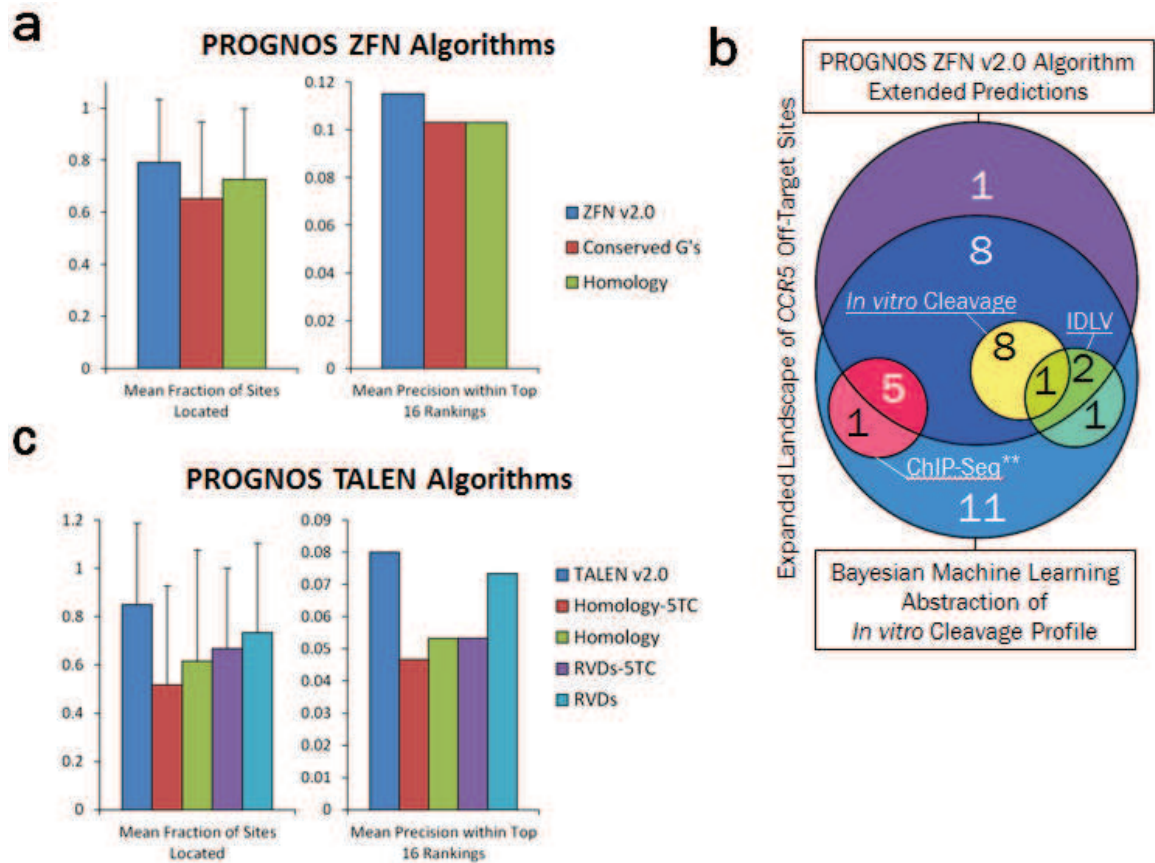 a
PROGNOS ZFN Algorithms
1
0.8
0.6
0.4
0.2
0
Mean Fraction of Sites
Located
0.12
0.1
0.08
0.06
0.04
0.02
0
Mean Precision within Top
16 Rankings
ZFN v2.0
Conserved G's
Homology
b
PROGNOS ZFN v2.0 Algorithm
Extended Predictions
Expanded Landscape of CCR5 Off-Target Sites
1
8
In vitro Cleavage
IDLV
8
1
2
1
5
1
ChIP-Seq**
11
Bayesian Machine Learning
Abstraction of
In vitro Cleavage Profile
c
PROGNOS TALEN Algorithms
1.2
1
0.8
0.6
0.4
0.2
0
Mean Fraction of Sites
Located
0.09
0.08
0.07
0.06
0.05
0.04
0.03
0.02
0.01
0
Mean Precision within Top
16 Rankings
TALEN v2.0
Homology-5TC
Homology
RVDs-5TC
RVDs